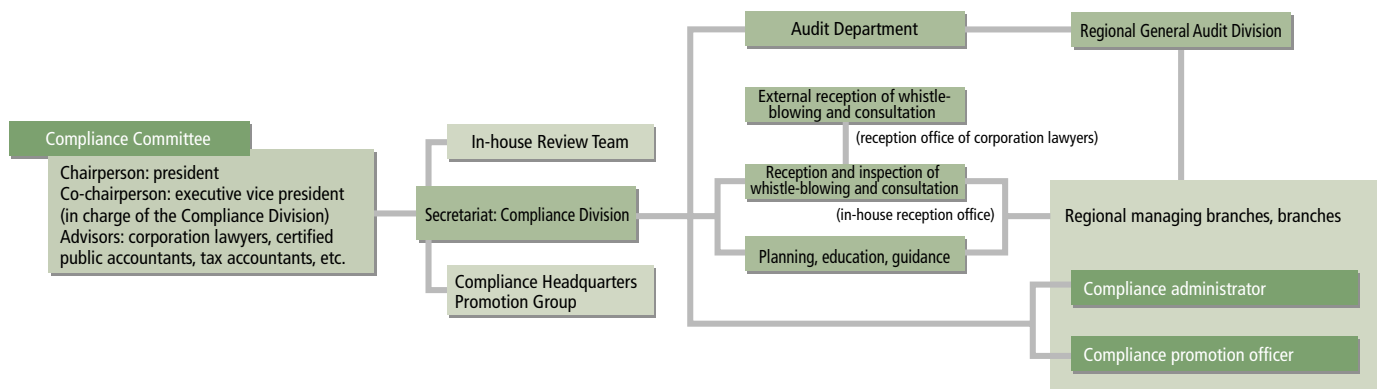 Compliance Committee
Chairperson: president
Co-chairperson: executive vice president
(in charge of the Compliance Division)
Advisors: corporation lawyers, certified
public accountants, tax accountants, etc.
In-house Review Team
Secretariat: Compliance Division
Compliance Headquarters
Promotion Group
Audit Department
Regional General Audit Division
External reception of whistle-
blowing and consultation
(reception office of corporation lawyers)
Reception and inspection of
whistle-blowing and consultation
(in-house reception office)
Planning, education, guidance
Regional managing branches, branches
Compliance administrator
Compliance promotion officer